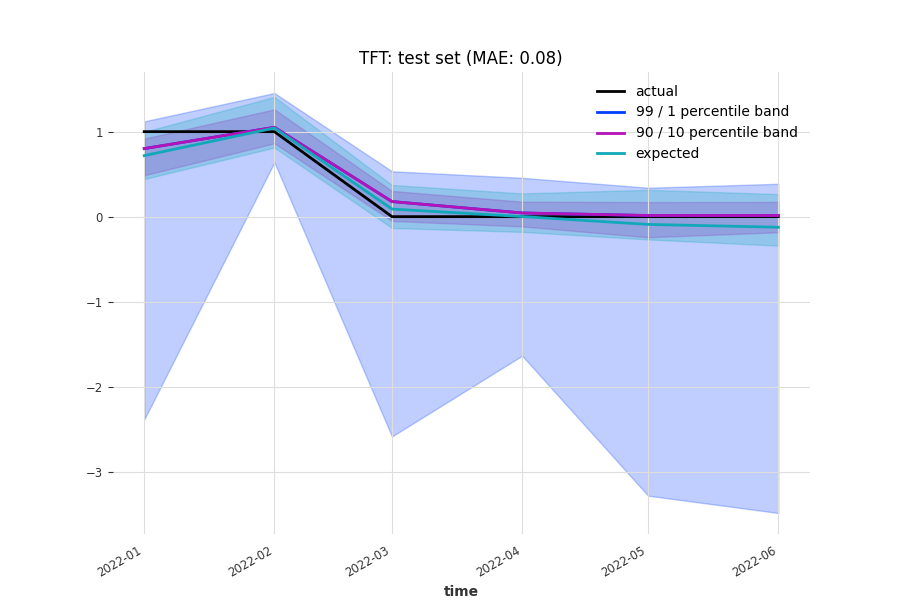 TFT: test set (MAE: 0.08)
actual
99 / 1 percentile band
90 / 10 percentile band
expected
1
0
−1
−2
−3
2022-01
2022-02
2022-03
2022-04
2022-05
2022-06
time